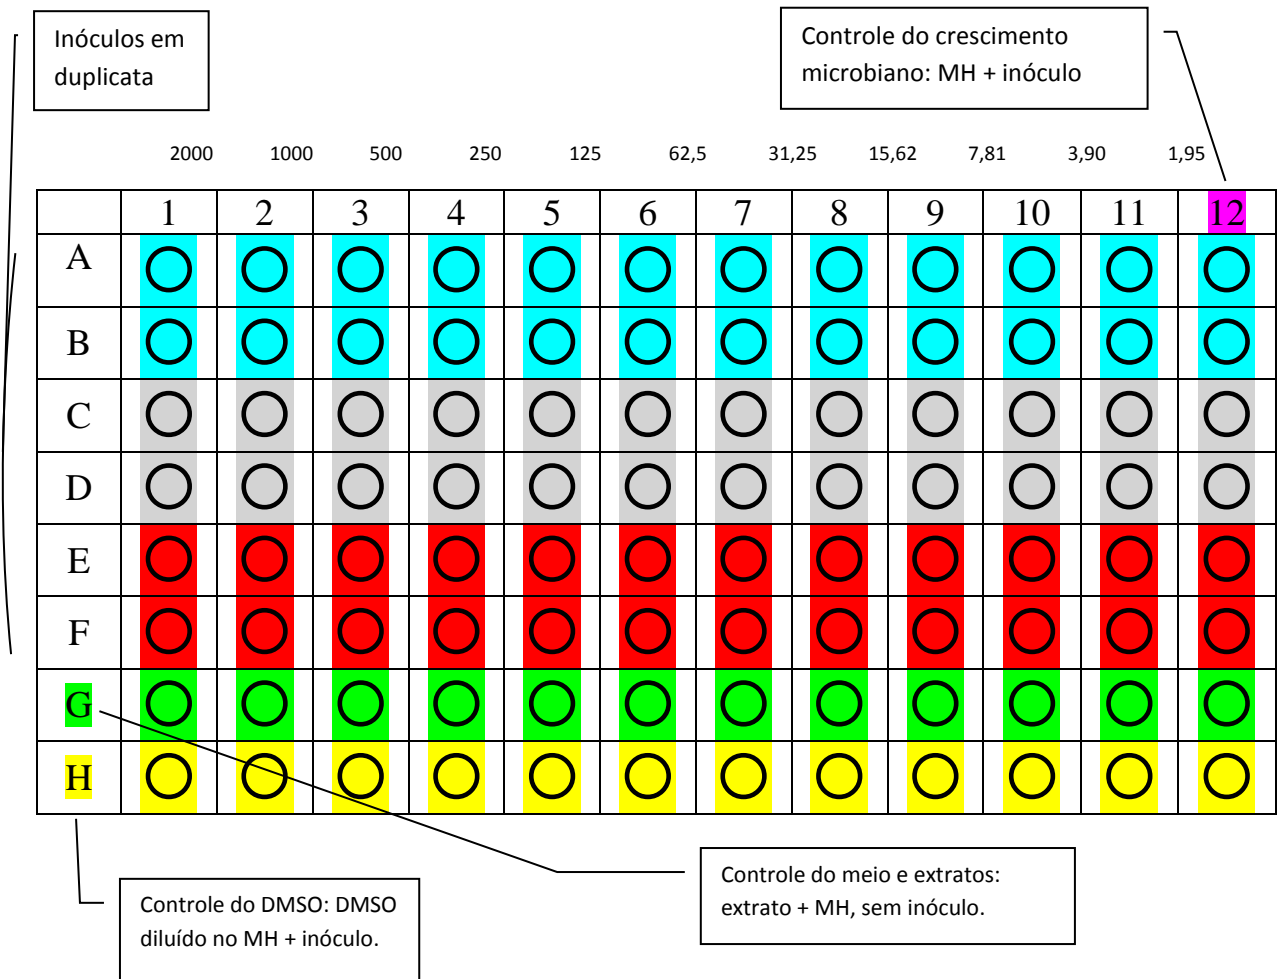 Inóculos em
duplicata
Controle do crescimento
microbiano: MH + inóculo
2000 1000 500 250 125 62,5 31,25 15,62 7,81 3,90 1,95
1 2 3 4 5 6 7 8 9 10 11 12
A
B
C
D
E
F
G
H
Controle do meio e extratos:
extrato + MH, sem inóculo.
Controle do DMSO: DMSO
diluído no MH + inóculo.